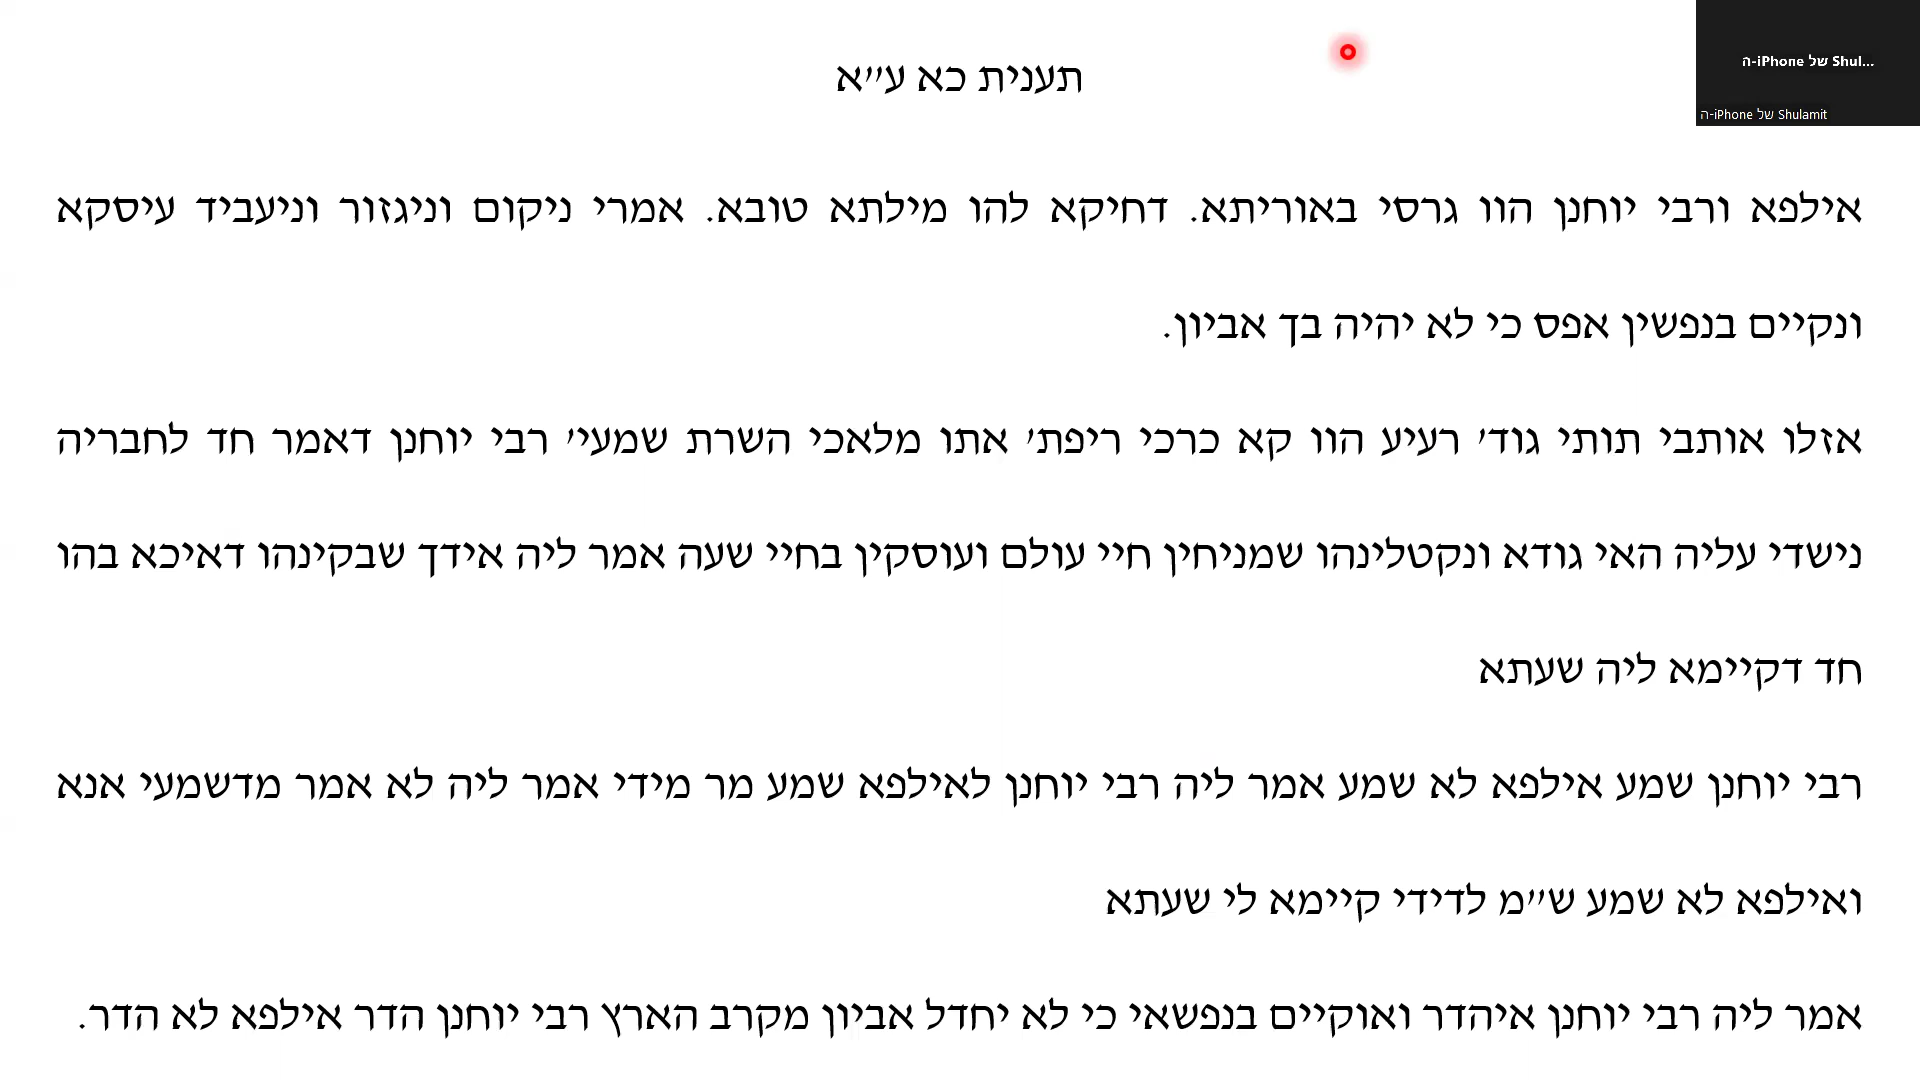 תענית כא ע״א
ה-iPhone של Shul...
ה-iPhone של Shulamit
אילפא ורבי יוחנן הוו גרסי באוריתא. דחיקא להו מילתא טובא. אמרי ניקום וניגזור וניעביד עיסקא
ונקיים בנפשין אפס כי לא יהיה בך אביון.
אזלו אותבי תותי גוד׳ רעיע הוו קא כרכי ריפת׳ אתו מלאכי השרת שמעי׳ רבי יוחנן דאמר חד לחבריה
נישדי עליה האי גודא ונקטלינהו שמניחין חיי עולם ועוסקין בחיי שעה אמר ליה אידך שבקינהו דאיכא בהו
חד דקיימא ליה שעתא
רבי יוחנן שמע אילפא לא שמע אמר ליה רבי יוחנן לאילפא שמע מר מידי אמר ליה לא אמר מדשמעי אנא
ואילפא לא שמע ש״מ לדידי קיימא לי שעתא
אמר ליה רבי יוחנן איהדר ואוקיים בנפשאי כי לא יחדל אביון מקרב הארץ רבי יוחנן הדר אילפא לא הדר.